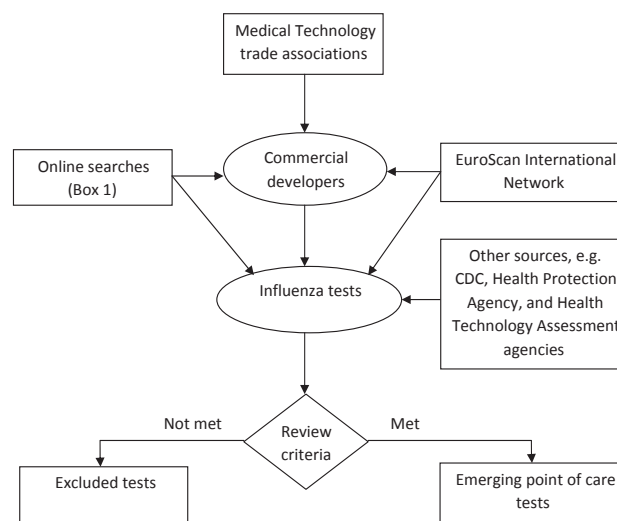 Medical Technology
trade associations
Online searches
(Box 1)
Commercial
developers
EuroScan International
Network
Influenza tests
Other sources, e.g.
CDC, Health Protection
Agency, and Health
Technology Assessment
agencies
Not met
Review
criteria
Met
Excluded tests
Emerging point of care
tests